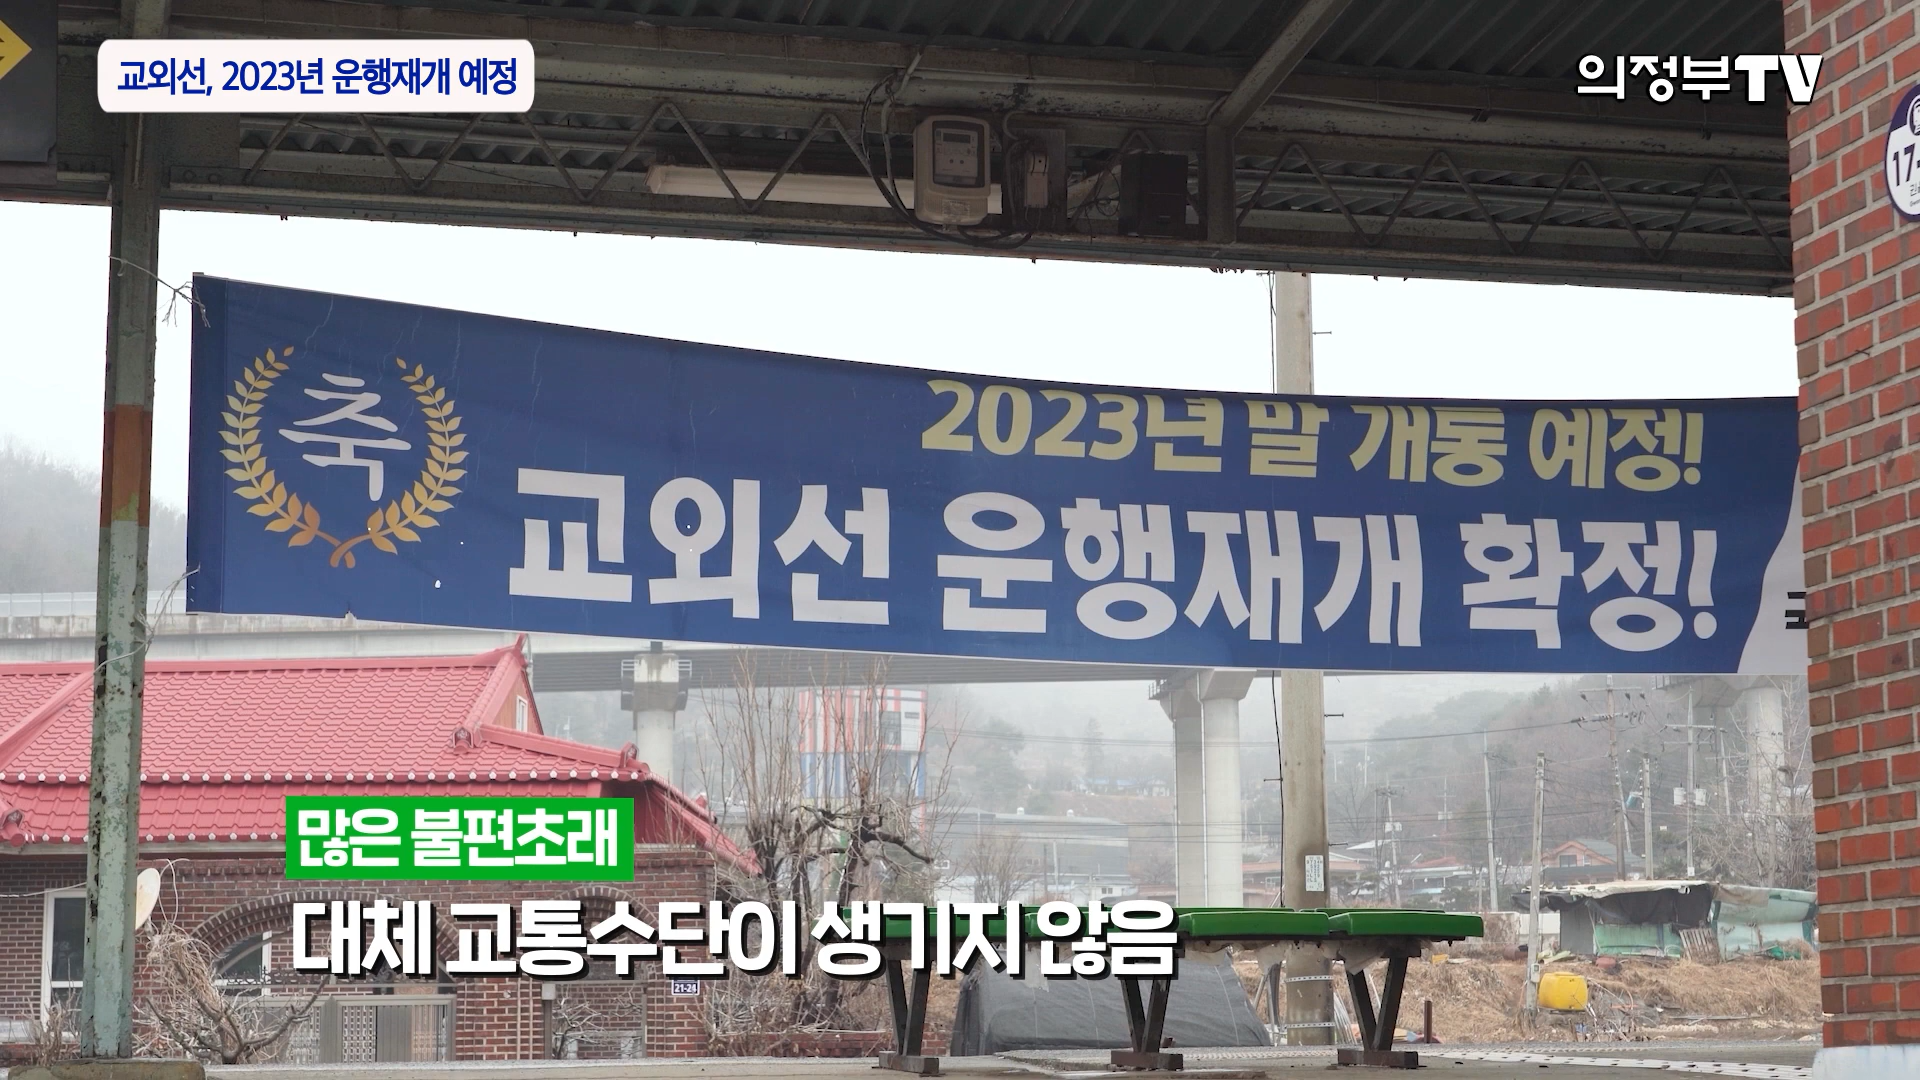 교외선, 2023년 운행재개 예정
의정부TV
17-
축
2023년 말 개통 예정!
교외선 운행재개 확정!
많은 불편초래
대체 교통수단이 생기지 않음
21-24